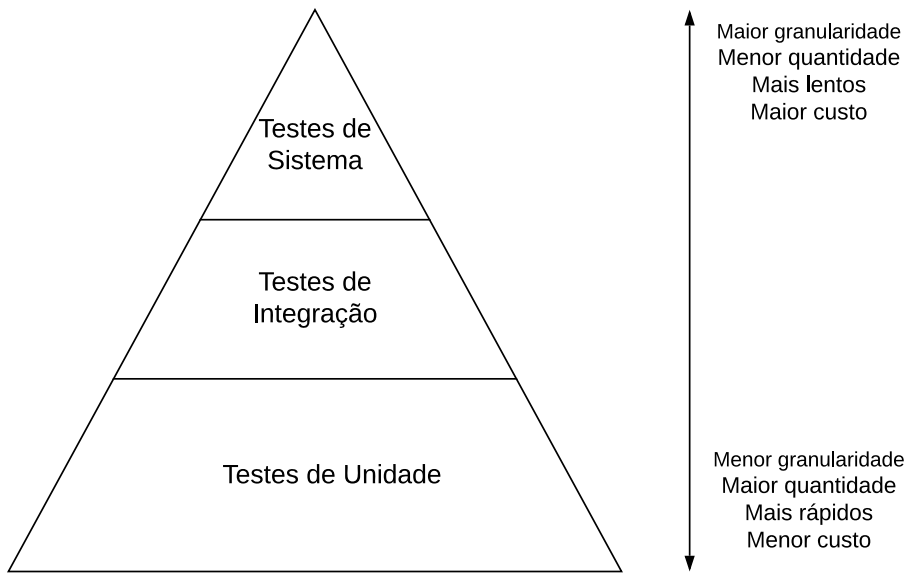 Testes de
Sistema
Testes de
Integração
Testes de Unidade
Maior granularidade
Menor quantidade
Mais lentos
Maior custo
Menor granularidade
Maior quantidade
Mais rápidos
Menor custo